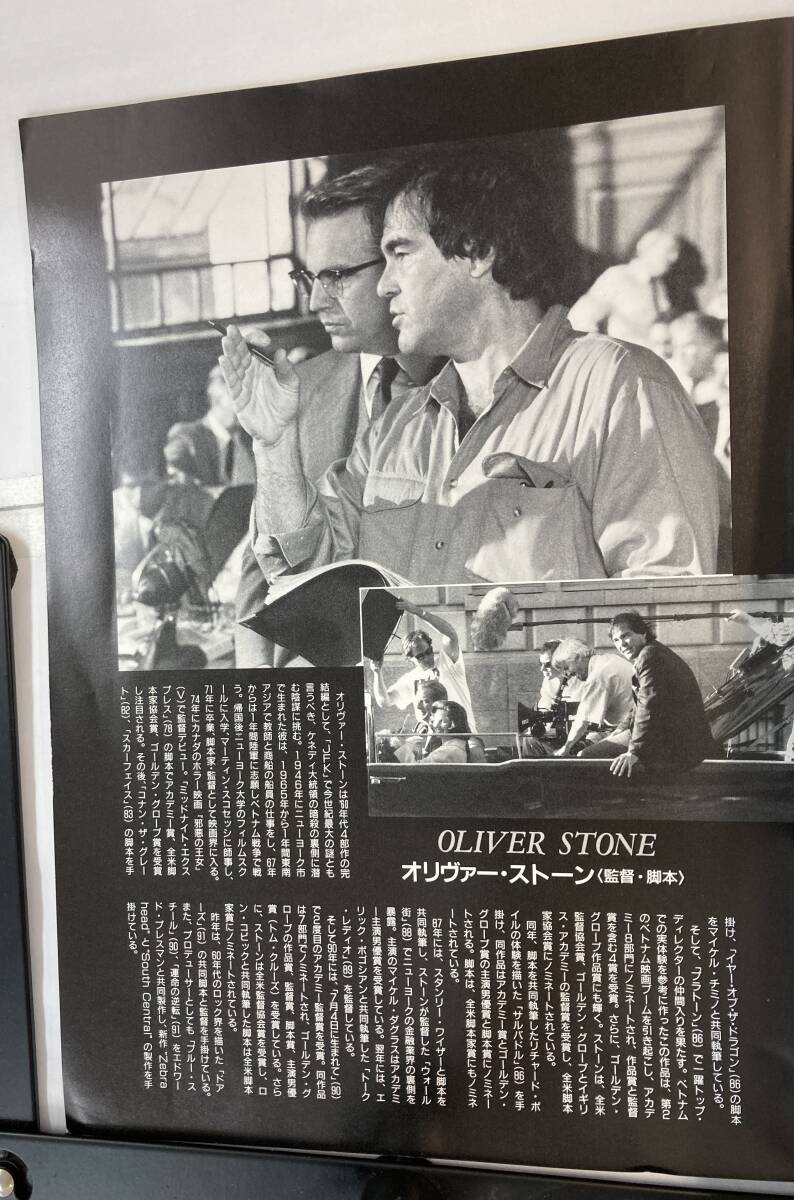 OLIVER STONE
オリヴァー・ストーン〈監督・脚本〉
オリヴァー・ストーンは'60年代4部作の完
結編として、「JFK」で今世紀最大の謎とも
言うべき、ケネディ大統領の暗殺の裏側に潜
む陰謀に挑む。1946年にニューヨーク市
で生まれた彼は、1965年から1年間東南
アジアで教師と商船の船員の仕事をし、67年
からは1年間陸軍に志願しベトナム戦争で戦
う。帰国後ニューヨーク大学のフィルムスク
ールに入学、マーティン・スコセッシに師事し、
71年に卒業、脚本家・監督として映画界に入る。
74年にカナダのホラー映画「邪悪の王女」
(V)で監督デビュー。「ミッドナイト・エクス
プレス」(78)の脚本でアカデミー賞、全米脚
本家協会賞、ゴールデン・グローブ賞を受賞
し注目される。その後、「コナン・ザ・グレー
ト」(82)、「スカーフェイス」(83)の脚本を手
掛け、「イヤー・オブ・ザ・ドラゴン」(86)の脚本
をマイケル・チミノと共同執筆している。
そして、「プラトーン」(86)で一躍トップ・
ディレクターの仲間入りを果たす。ベトナム
での実体験を参考に作ったこの作品は、第2
のベトナム映画ブームを引き起こし、アカデ
ミー8部門にノミネートされ、作品賞と監督
賞を含む4賞を受賞。さらに、ゴールデン・
グローブ作品賞にも輝く。ストーンは、全米
監督協会賞、ゴールデン・グローブとイギリ
ス・アカデミーの監督賞を受賞し、全米脚本
家協会賞にノミネートされている。
同年、脚本を共同執筆したリチャード・ボ
イルの体験を描いた「サルバドル」(86)を手
掛け、同作品はアカデミー賞とゴールデン・
グローブ賞の主演男優賞と脚本賞にノミネー
トされる。脚本は、全米脚本家賞にもノミネ
ートされている。
87年には、スタンリー・ワイザーと脚本を
共同執筆し、ストーンが監督した「ウォール
街」(88)でニューヨークの金融業界の裏側を
暴露。主演のマイケル・ダグラスはアカデミ
ー主演男優賞を受賞している。翌年には、エ
リック・ボゴシアンと共同執筆した「トーク
・レディオ」(89)を監督している。
そして90年には、「7月4日に生まれて」(90)
で2度目のアカデミー監督賞を受賞。同作品
は7部門でノミネートされ、ゴールデン・グ
ローブの作品賞、監督賞、脚本賞、主演男優
賞(トム・クルーズ)を受賞している。さら
に、ストーンは全米監督協会賞を受賞し、ロ
ン・コビックと共同執筆した脚本は全米脚本
家賞にノミネートされている。
昨年は、60年代のロック界を描いた「ドア
ーズ」(91)の共同脚本と監督を手掛けている。
また、プロデューサーとしても、「ブルー・ス
チール」(90)、「運命の逆転」(91)をエドワー
ド・プレスマンと共同製作し、新作"Zebra
head"と"South Central"の製作を手
掛けている。